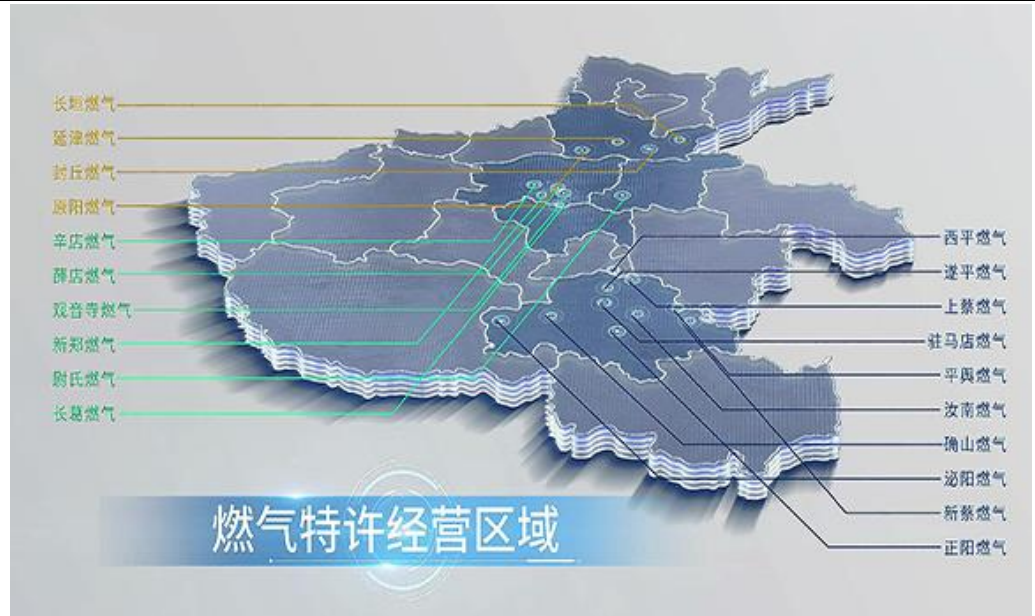 长垣燃气
延津燃气
封丘燃气
原阳燃气
辛店燃气
薛店燃气
观音寺燃气
新郑燃气
尉氏燃气
长葛燃气
西平燃气
遂平燃气
上蔡燃气
驻马店燃气
平舆燃气
汝南燃气
确山燃气
泌阳燃气
新蔡燃气
正阳燃气
燃气特许经营区域